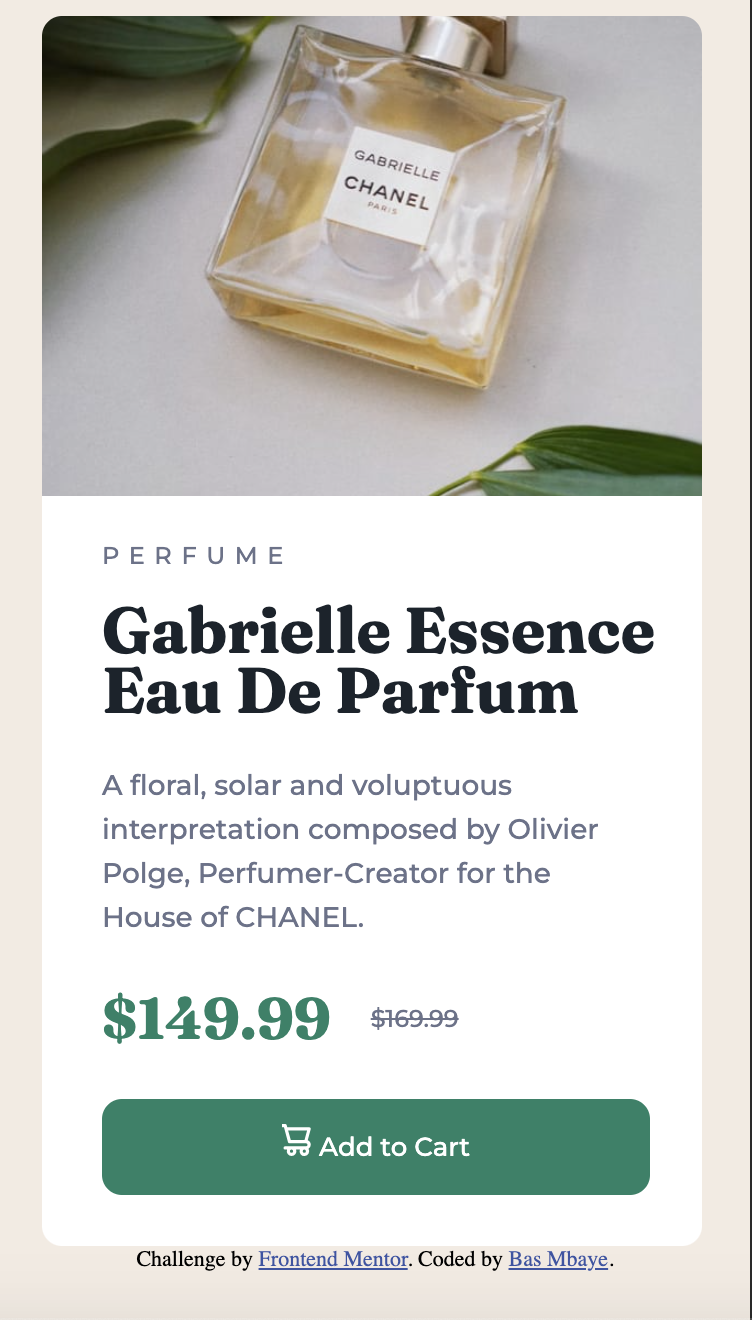 GABRIELLE
CHANEL
PARIS
PERFUME
Gabrielle Essence
Eau De Parfum
A floral, solar and voluptuous
interpretation composed by Olivier
Polge, Perfumer-Creator for the
House of CHANEL.
$149.99 $169.99
Add to Cart
Challenge by Frontend Mentor. Coded by Bas Mbaye.